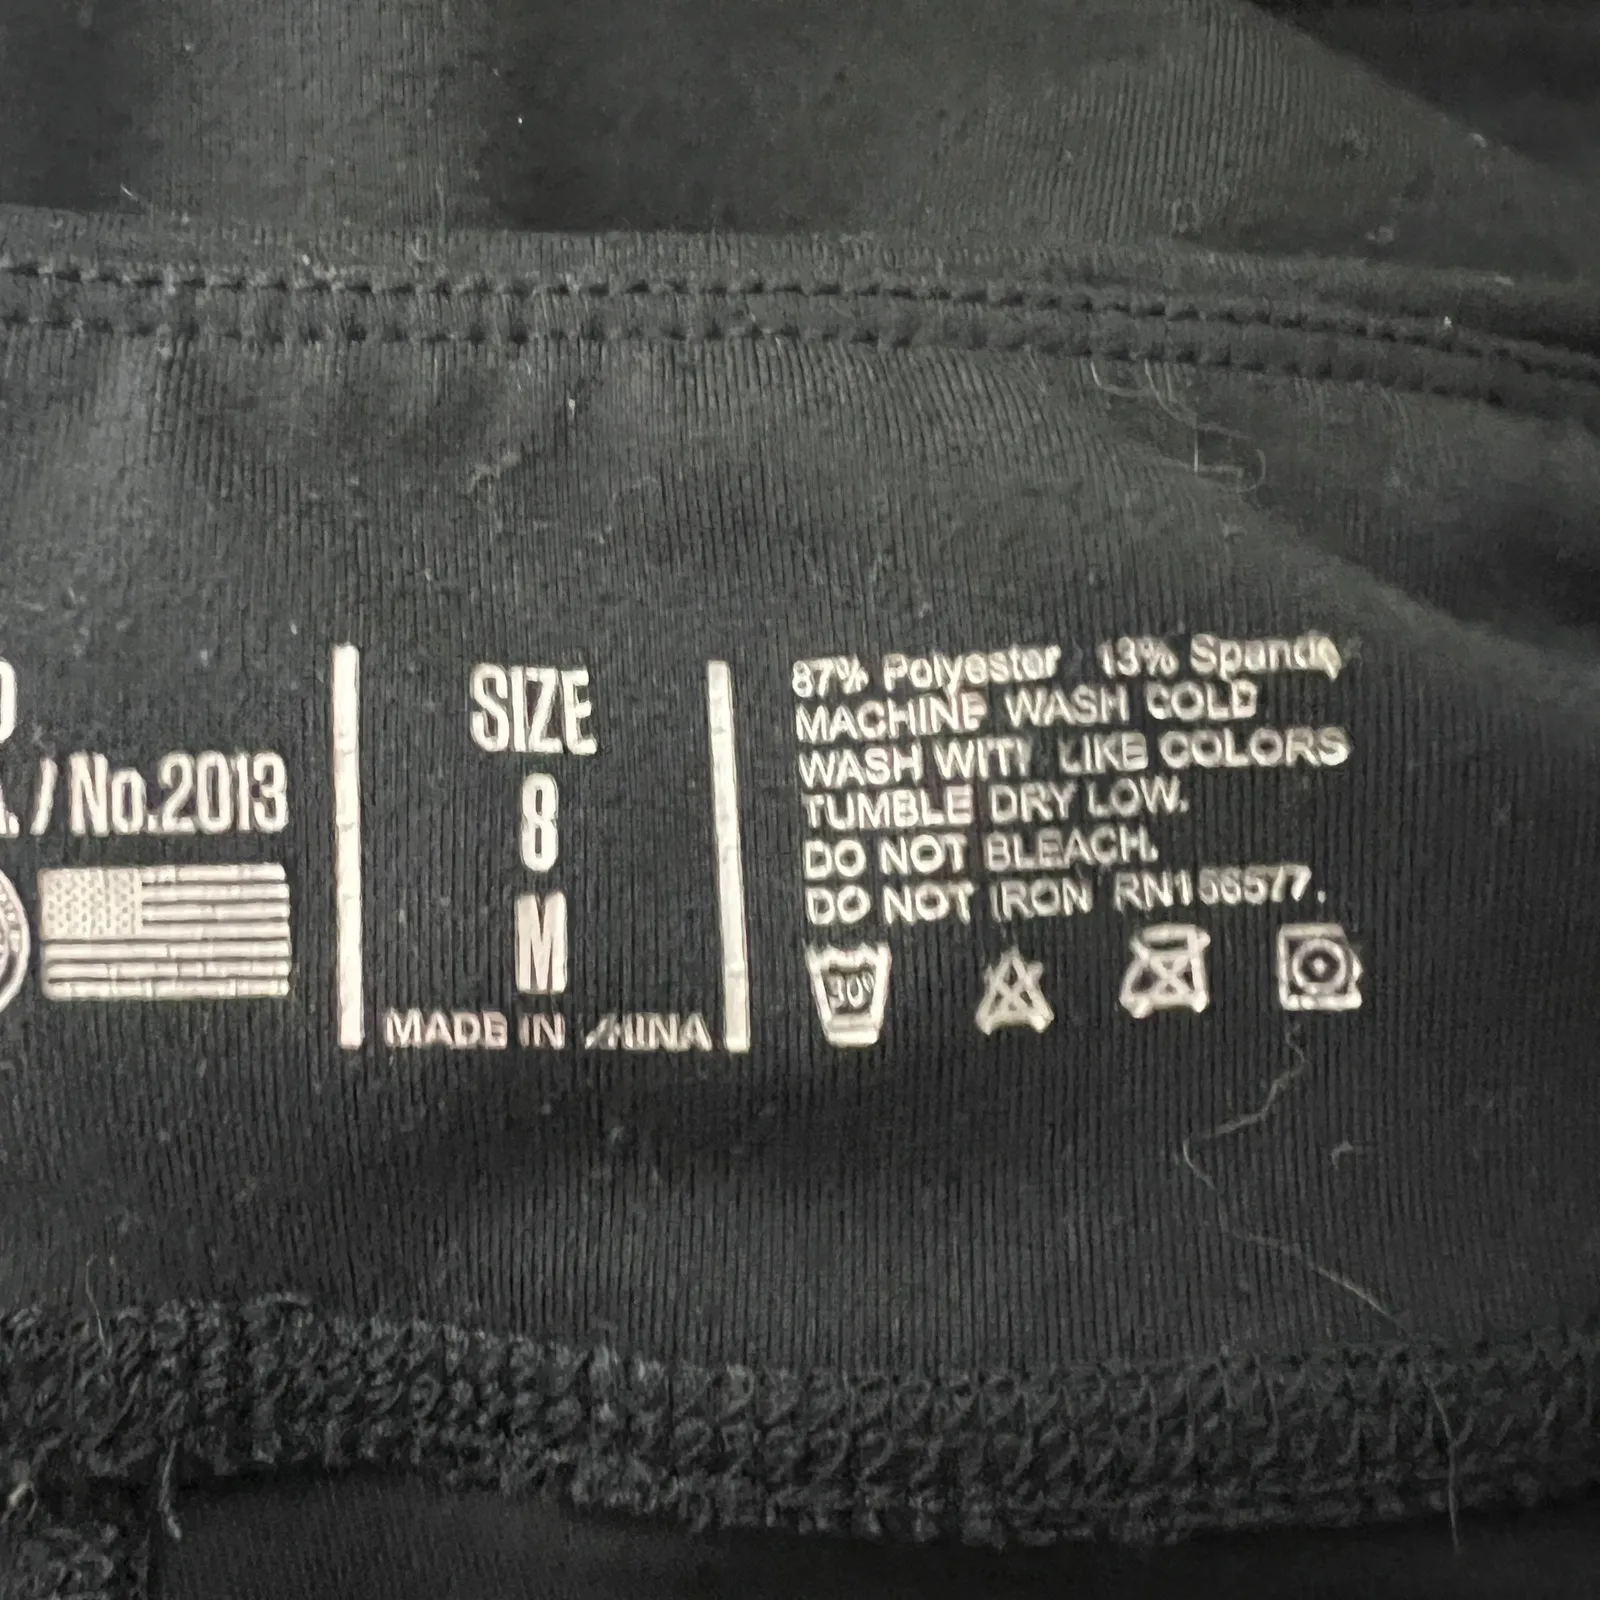 / No.2013
SIZE
8
M
MADE IN CHINA
87% Polyester 13% Spandex
MACHINE WASH COLD
WASH WITH LIKE COLORS
TUMBLE DRY LOW.
DO NOT BLEACH.
DO NOT IRON RN156577.
30°